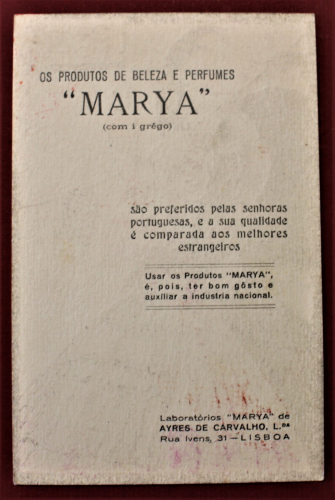 OS PRODUTOS DE BELEZA E PERFUMES
"MARYA"
(com i grêgo)
são preferidos pelas senhoras
portuguesas, e a sua qualidade
é comparada aos melhores
estrangeiros
Usar os Produtos "MARYA",
é, pois, ter bom gôsto e
auxiliar a industria nacional.
Laboratórios "MARYA" de
AYRES DE CARVALHO, L.DA
Rua Ivens, 31—LISBOA